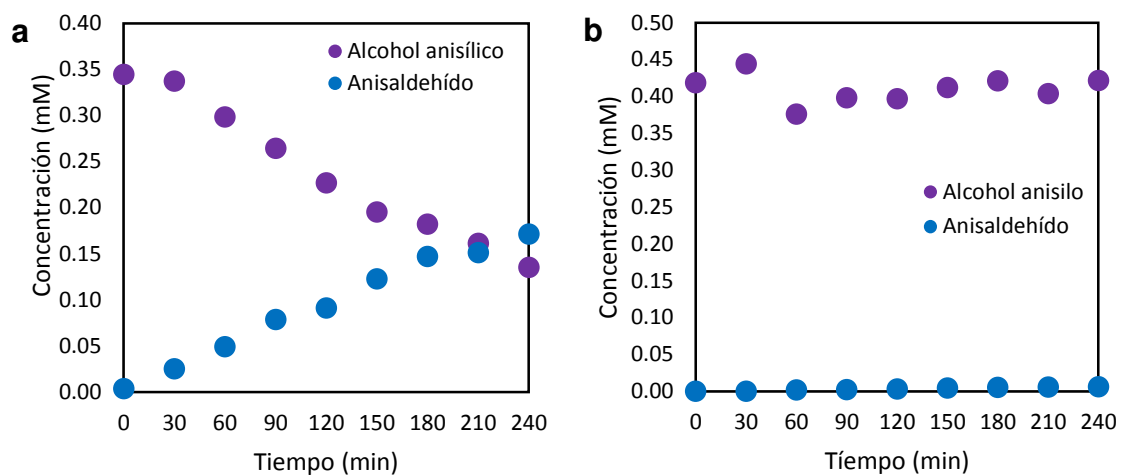 a
Concentración (mM)
0.40
0.35
0.30
0.25
0.20
0.15
0.10
0.05
0.00
Alcohol anisílico
Anisaldehído
0 30 60 90 120 150 180 210 240
Tiempo (min)
b
Concentración (mM)
0.50
0.45
0.40
0.35
0.30
0.25
0.20
0.15
0.10
0.05
0.00
Alcohol anisilo
Anisaldehído
0 30 60 90 120 150 180 210 240
Tíempo (min)